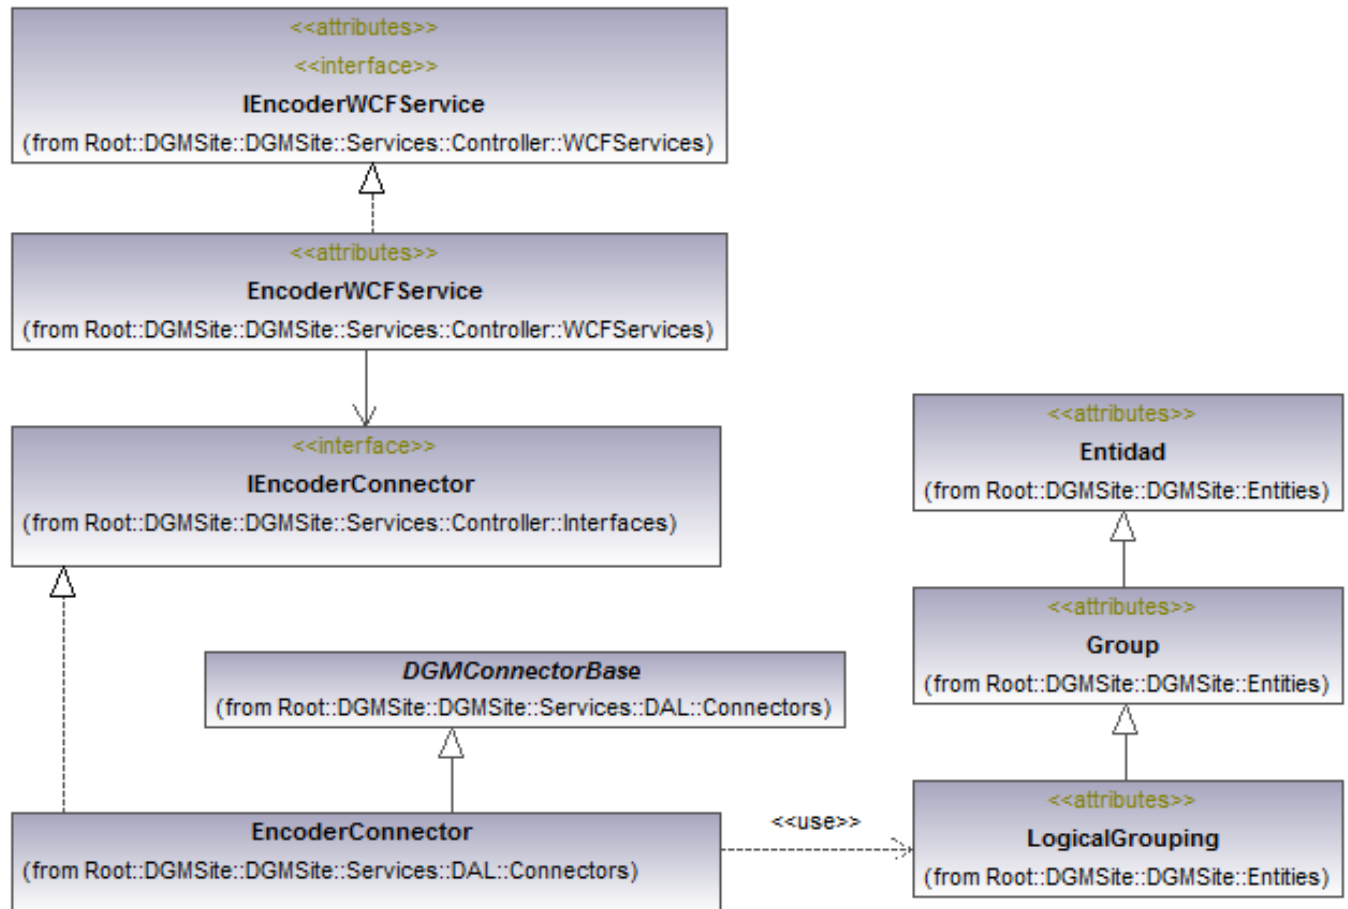 <<attributes>>
<<interface>>
IEncoderWCFService
(from Root::DGMSite::DGMSite::Services::Controller::WCFServices)
<<attributes>>
EncoderWCFService
(from Root::DGMSite::DGMSite::Services::Controller::WCFServices)
<<interface>>
IEncoderConnector
(from Root::DGMSite::DGMSite::Services::Controller::Interfaces)
<<attributes>>
Entidad
(from Root::DGMSite::DGMSite::Entities)
<<attributes>>
Group
(from Root::DGMSite::DGMSite::Entities)
DGMConnectorBase
(from Root::DGMSite::DGMSite::Services::DAL::Connectors)
EncoderConnector
(from Root::DGMSite::DGMSite::Services::DAL::Connectors)
<<use>>
<<attributes>>
LogicalGrouping
(from Root::DGMSite::DGMSite::Entities)